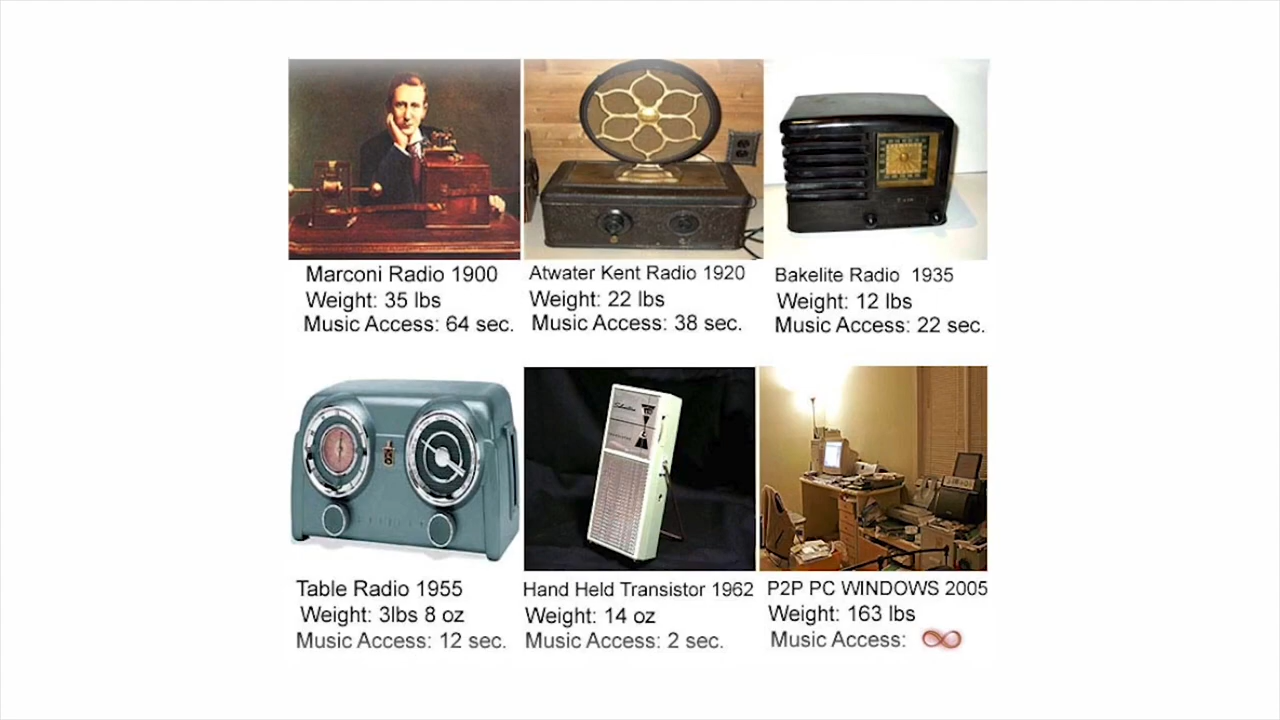 Marconi Radio 1900
Weight: 35 lbs
Music Access: 64 sec.
Atwater Kent Radio 1920
Weight: 22 lbs
Music Access: 38 sec.
Bakelite Radio 1935
Weight: 12 lbs
Music Access: 22 sec.
Table Radio 1955
Weight: 3lbs 8 oz
Music Access: 12 sec.
Hand Held Transistor 1962
Weight: 14 oz
Music Access: 2 sec.
P2P PC WINDOWS 2005
Weight: 163 lbs
Music Access: ∞